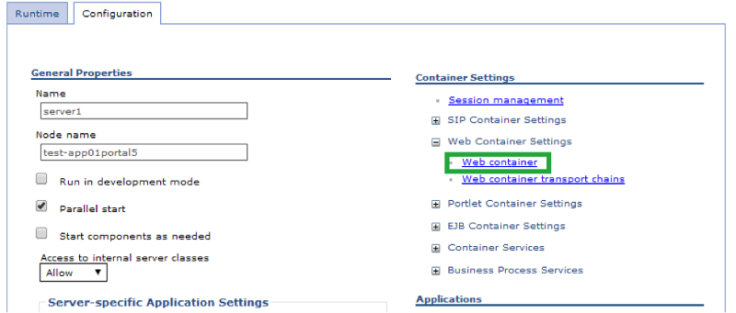 Runtime
Configuration
General Properties
Name
server1
Node name
test-app01portal5
Run in development mode
Parallel start
Start components as needed
Access to internal server classes
Allow
Server-specific Application Settings
Container Settings
Session management
SIP Container Settings
Web Container Settings
Web container
Web container transport chains
Portlet Container Settings
EJB Container Settings
Container Services
Business Process Services
Applications